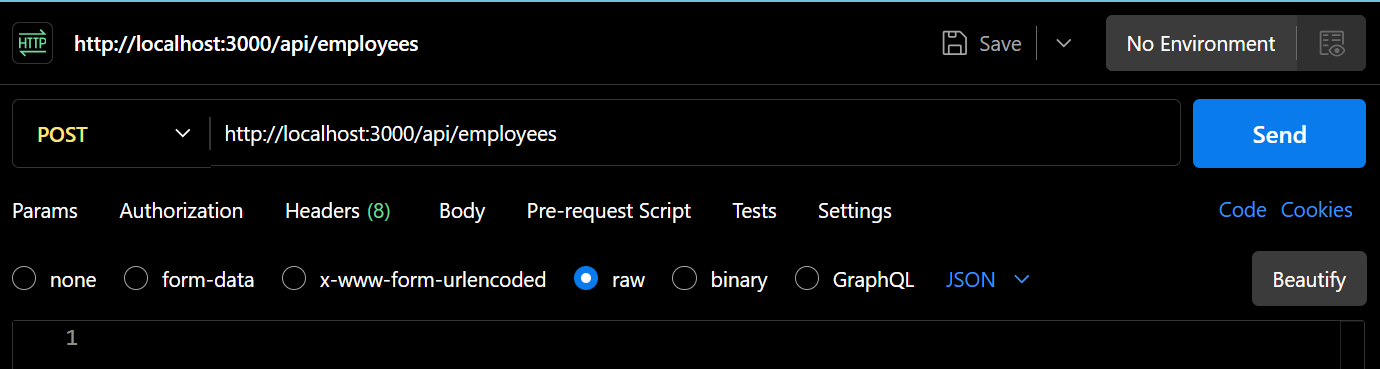 HTTP http://localhost:3000/api/employees Save No Environment
POST http://localhost:3000/api/employees Send
Params Authorization Headers (8) Body Pre-request Script Tests Settings Code Cookies
none form-data x-www-form-urlencoded raw binary GraphQL JSON Beautify
1